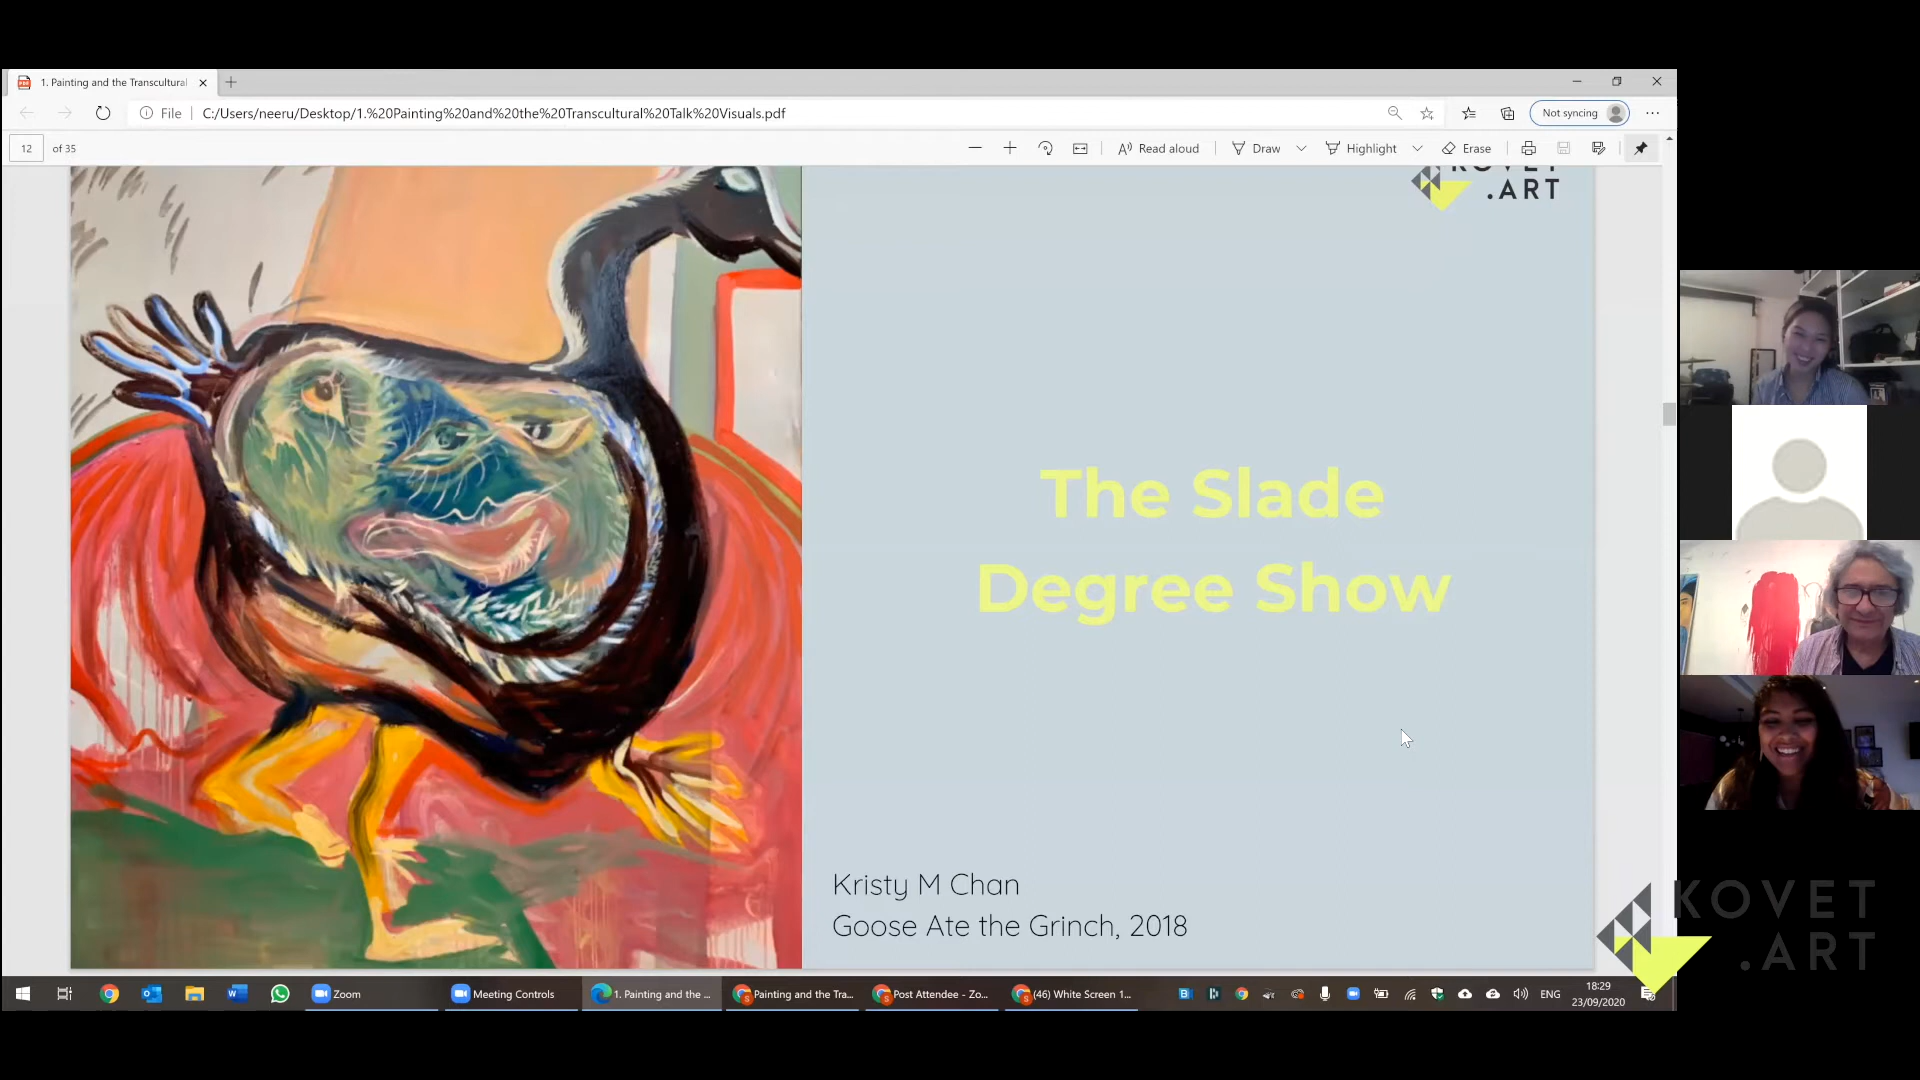 1. Painting and the Transcultural
File
C:/Users/neeru/Desktop/1.%20Painting%20and%20the%20Transcultural%20Talk%20Visuals.pdf
Not syncing
12 of 35
Read aloud
Draw
Highlight
Erase
KOVET
.ART
The Slade
Degree Show
Kristy M Chan
Goose Ate the Grinch, 2018
KOVET
.ART
Zoom
Meeting Controls
1. Painting and the ...
Painting and the Tra...
Post Attendee - Zo...
(46) White Screen 1...
ENG
18:29
23/09/2020